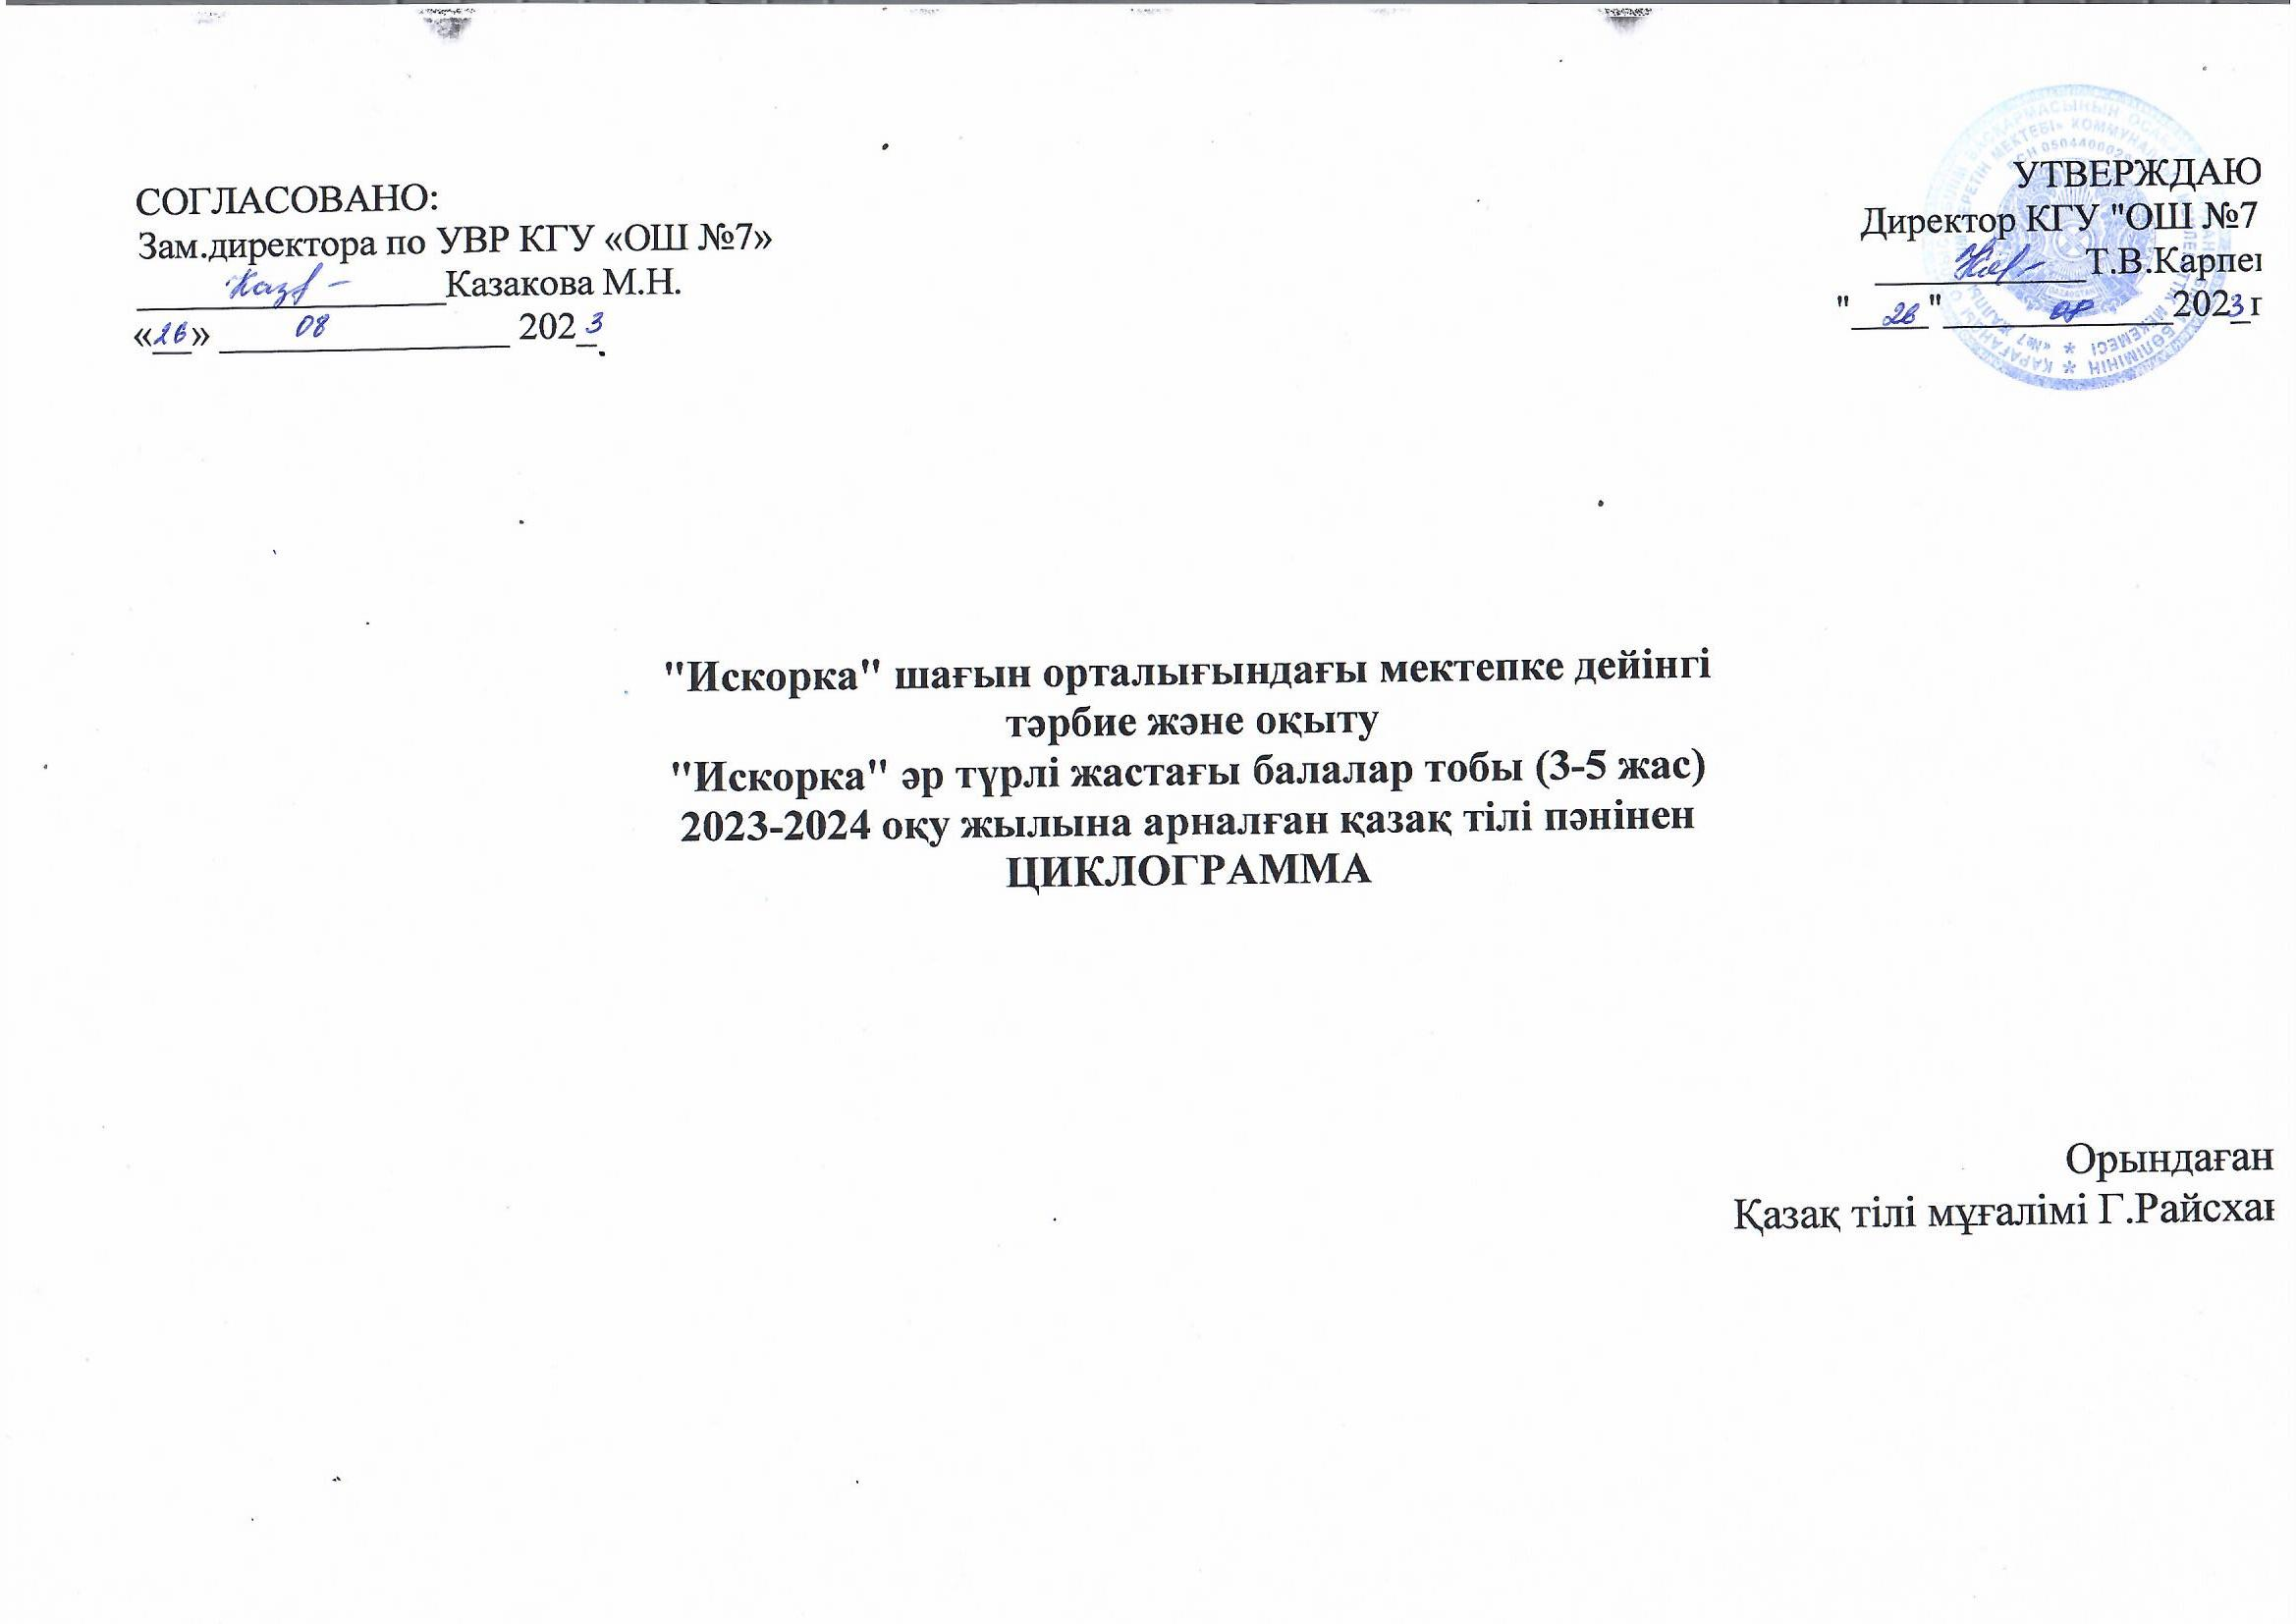 СОГЛАСОВАНО:
Зам.директора по УВР КГУ «ОШ №7»
Казакова М.Н.
«26» 08 2023
УТВЕРЖДАЮ
Директор КГУ "ОШ №7
Т.В.Карпен
"26" 08 2023 г
"Искорка" шағын орталығындағы мектепке дейінгі
тәрбие және оқыту
"Искорка" әр түрлі жастағы балалар тобы (3-5 жас)
2023-2024 оқу жылына арналған қазақ тілі пәнінен
ЦИКЛОГРАММА
Орындаған
Қазақ тілі мұғалімі Г.Райсхан